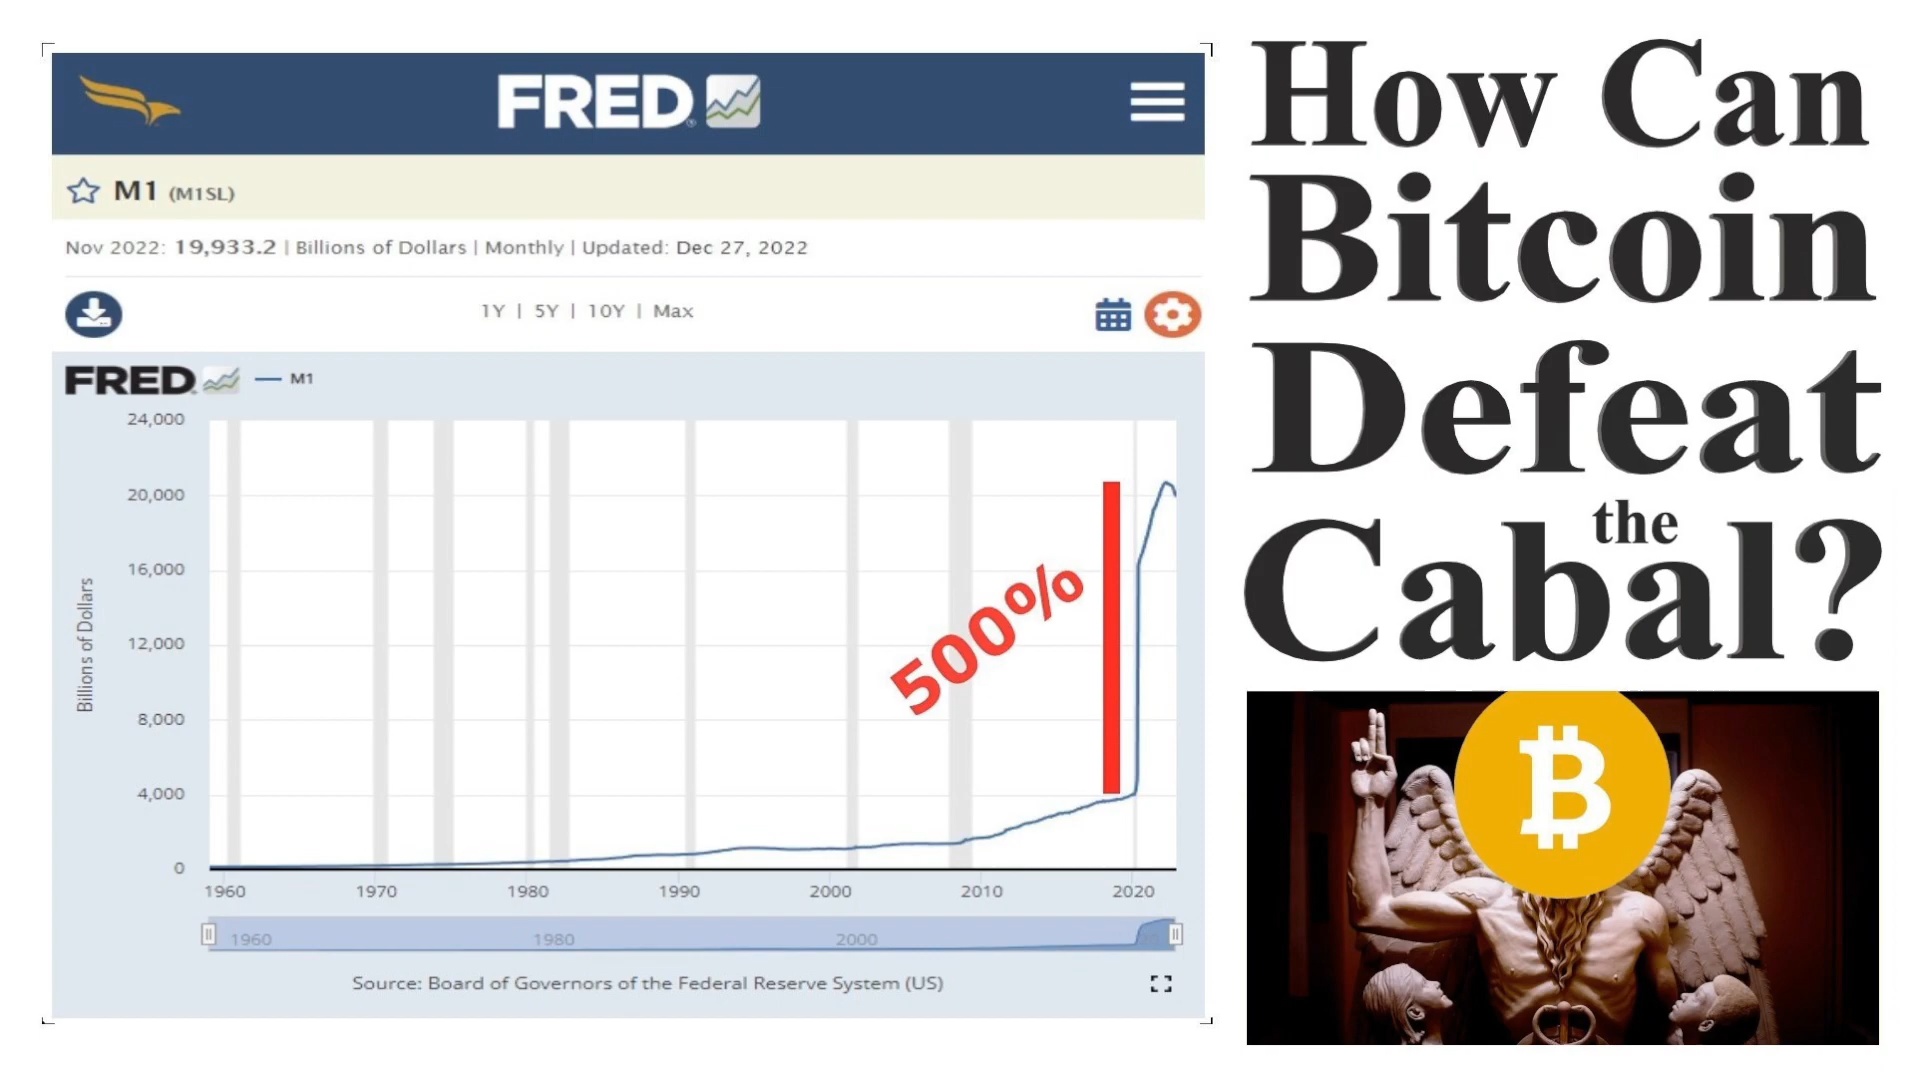 FRED
M1 (M1SL)
Nov 2022: 19,933.2 | Billions of Dollars | Monthly | Updated: Dec 27, 2022
1Y | 5Y | 10Y | Max
FRED M1
24,000
20,000
16,000
12,000
8,000
4,000
0
Billions of Dollars
500%
1960 1970 1980 1990 2000 2010 2020
1960 1980 2000
Source: Board of Governors of the Federal Reserve System (US)
How Can
Bitcoin
Defeat
the
Cabal?